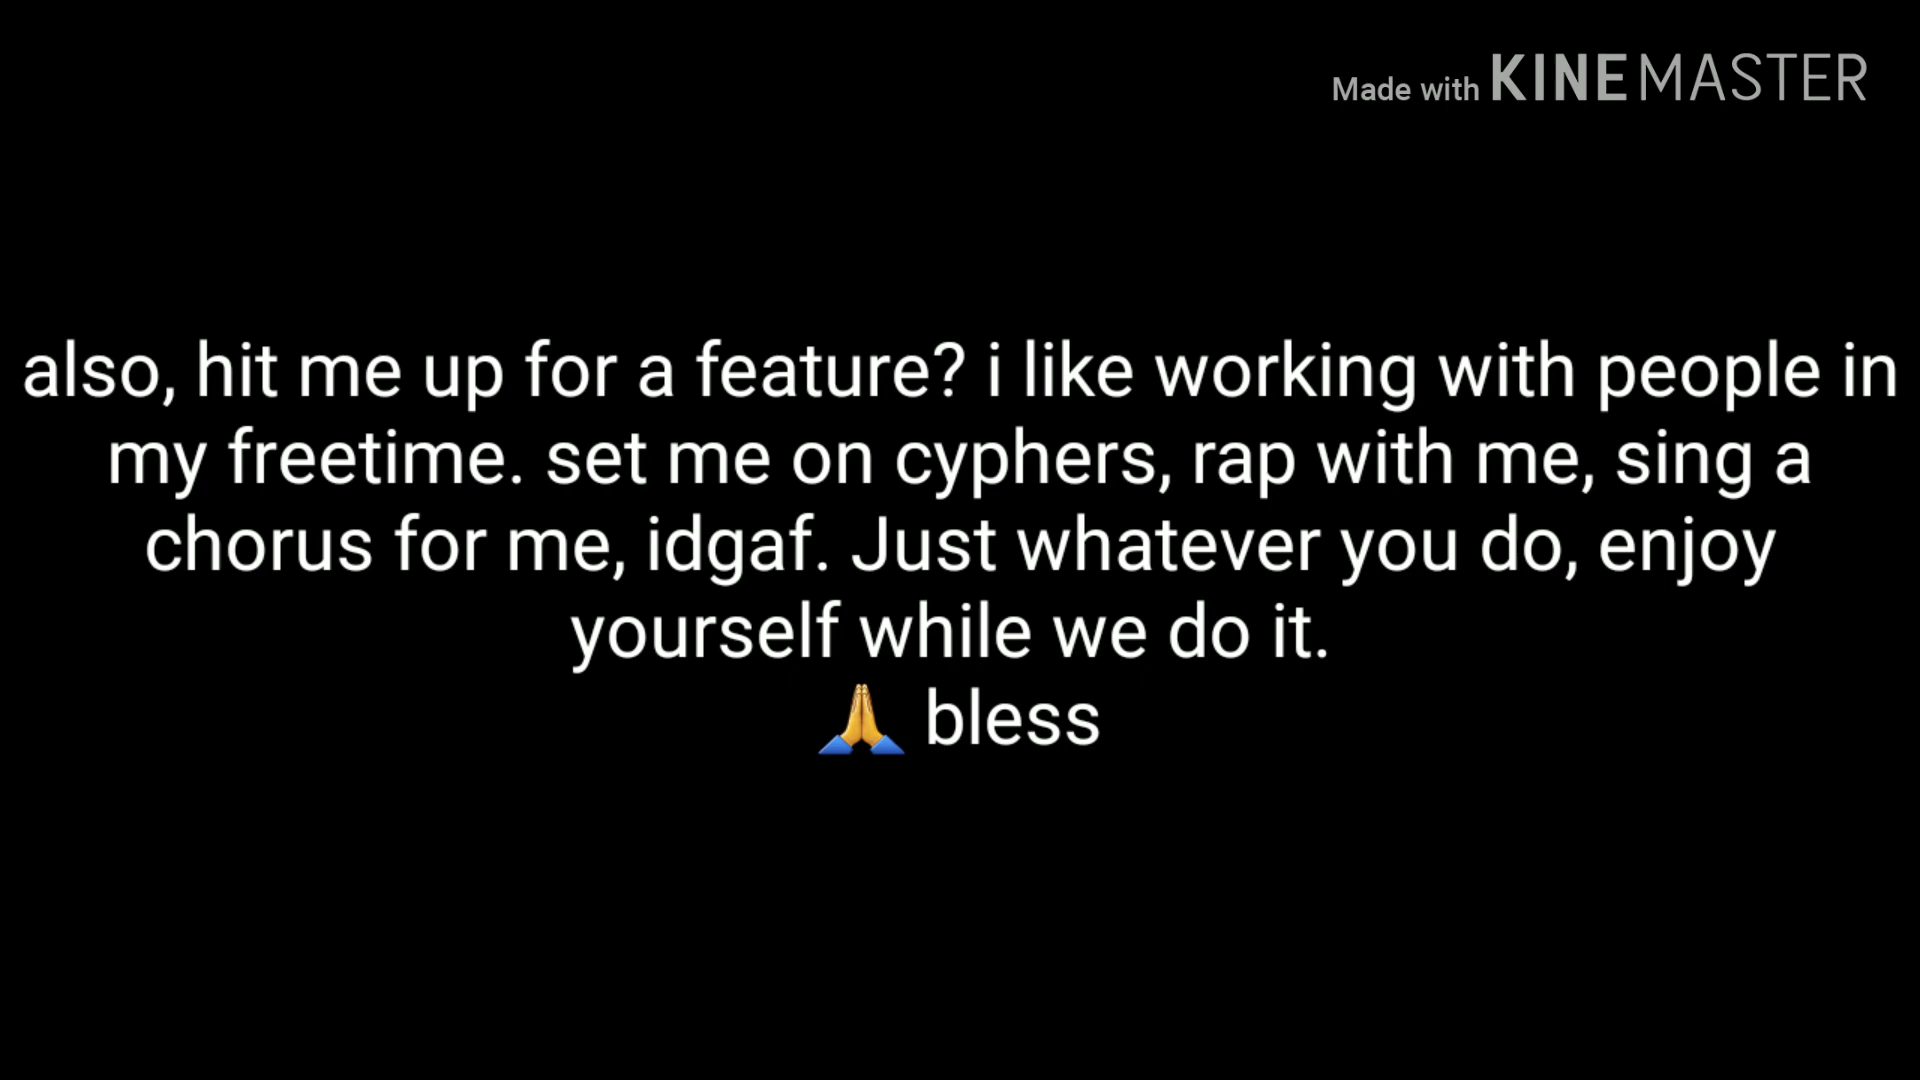 Made with KINEMASTER
also, hit me up for a feature? i like working with people in
my freetime. set me on cyphers, rap with me, sing a
chorus for me, idgaf. Just whatever you do, enjoy
yourself while we do it.
🙏 bless